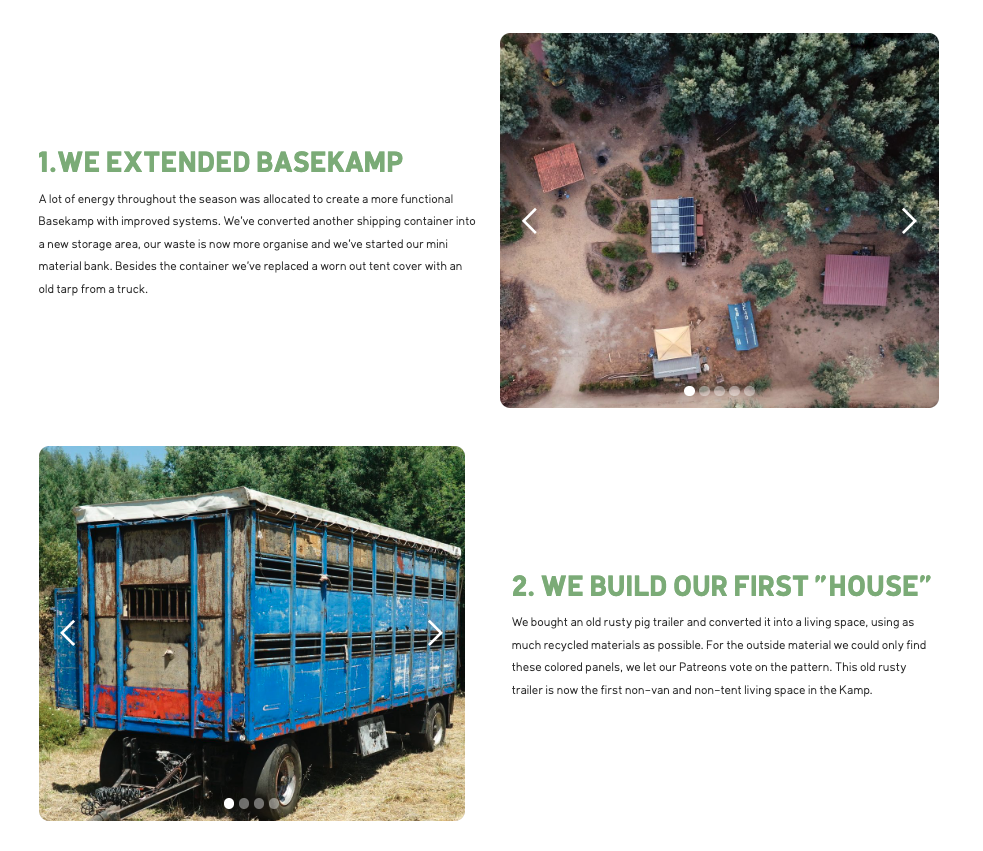 1.WE EXTENDED BASEKAMP
A lot of energy throughout the season was allocated to create a more functional
Basekamp with improved systems. We've converted another shipping container into
a new storage area, our waste is now more organise and we've started our mini
material bank. Besides the container we've replaced a worn out tent cover with an
old tarp from a truck.
2. WE BUILD OUR FIRST "HOUSE"
We bought an old rusty pig trailer and converted it into a living space, using as
much recycled materials as possible. For the outside material we could only find
these colored panels, we let our Patreons vote on the pattern. This old rusty
trailer is now the first non-van and non-tent living space in the Kamp.